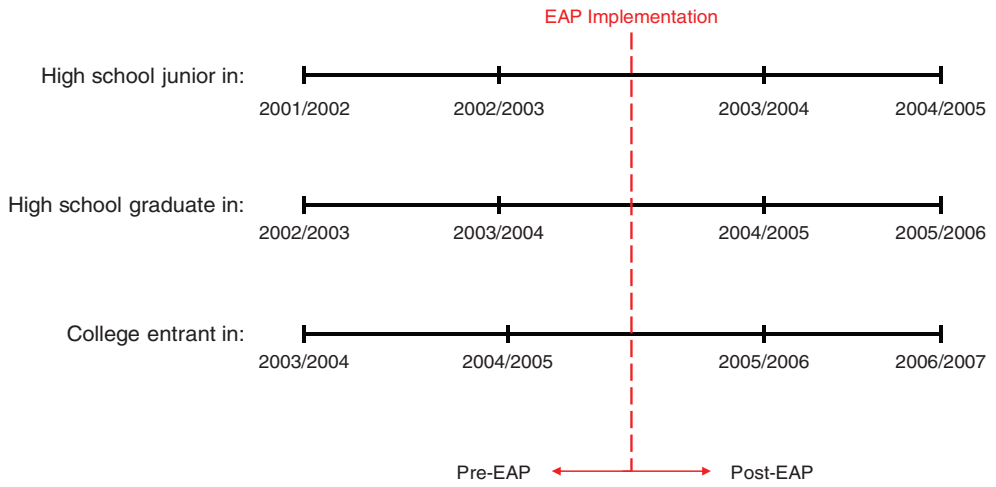 EAP Implementation
High school junior in:
2001/2002 2002/2003 2003/2004 2004/2005
High school graduate in:
2002/2003 2003/2004 2004/2005 2005/2006
College entrant in:
2003/2004 2004/2005 2005/2006 2006/2007
Pre-EAP Post-EAP